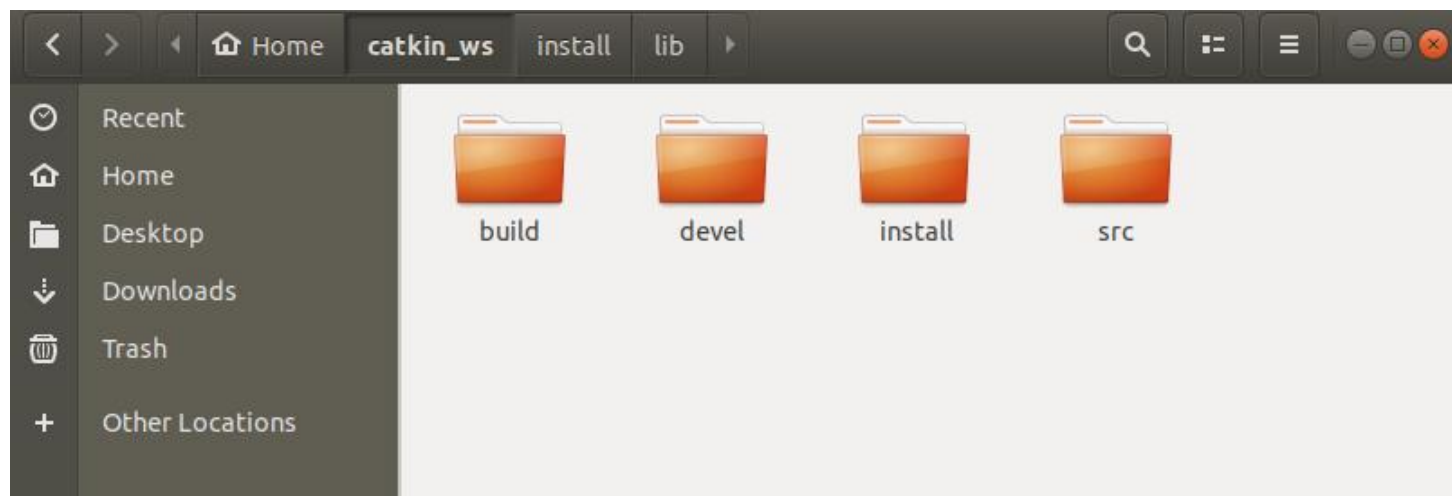 Home catkin_ws install lib
Recent
Home
Desktop
Downloads
Trash
Other Locations
build devel install src